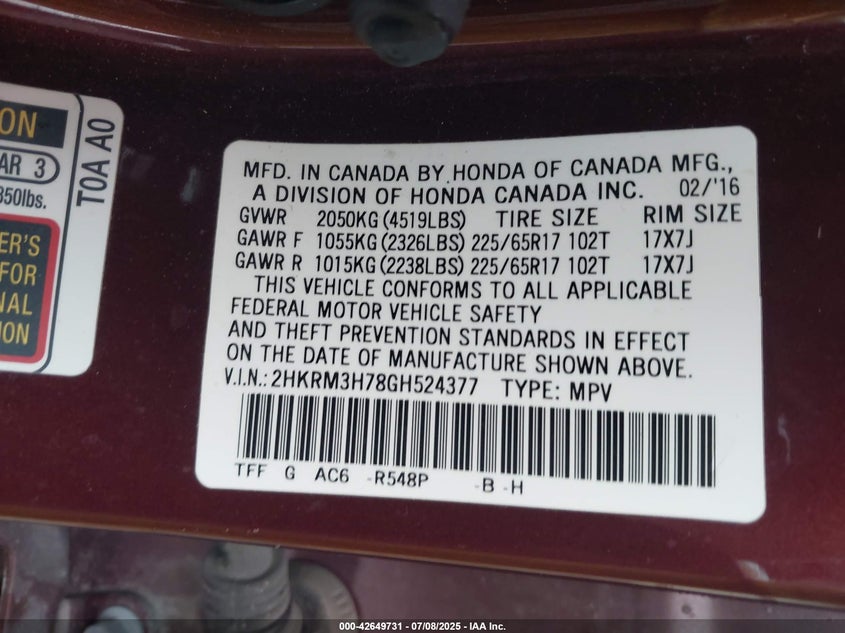 ON
AR 3
850lbs.
ER'S
FOR
NAL
ION
TOA AO
MFD. IN CANADA BY HONDA OF CANADA MFG.,
A DIVISION OF HONDA CANADA INC. 02/'16
GVWR 2050KG (4519LBS) TIRE SIZE RIM SIZE
GAWR F 1055KG (2326LBS) 225/65R17 102T 17X7J
GAWR R 1015KG (2238LBS) 225/65R17 102T 17X7J
THIS VEHICLE CONFORMS TO ALL APPLICABLE
FEDERAL MOTOR VEHICLE SAFETY
AND THEFT PREVENTION STANDARDS IN EFFECT
ON THE DATE OF MANUFACTURE SHOWN ABOVE.
V.I.N.: 2HKRM3H78GH524377 TYPE: MPV
TFF G AC6 -R548P -B -H
000-42649731 - 07/08/2025 - IAA Inc.